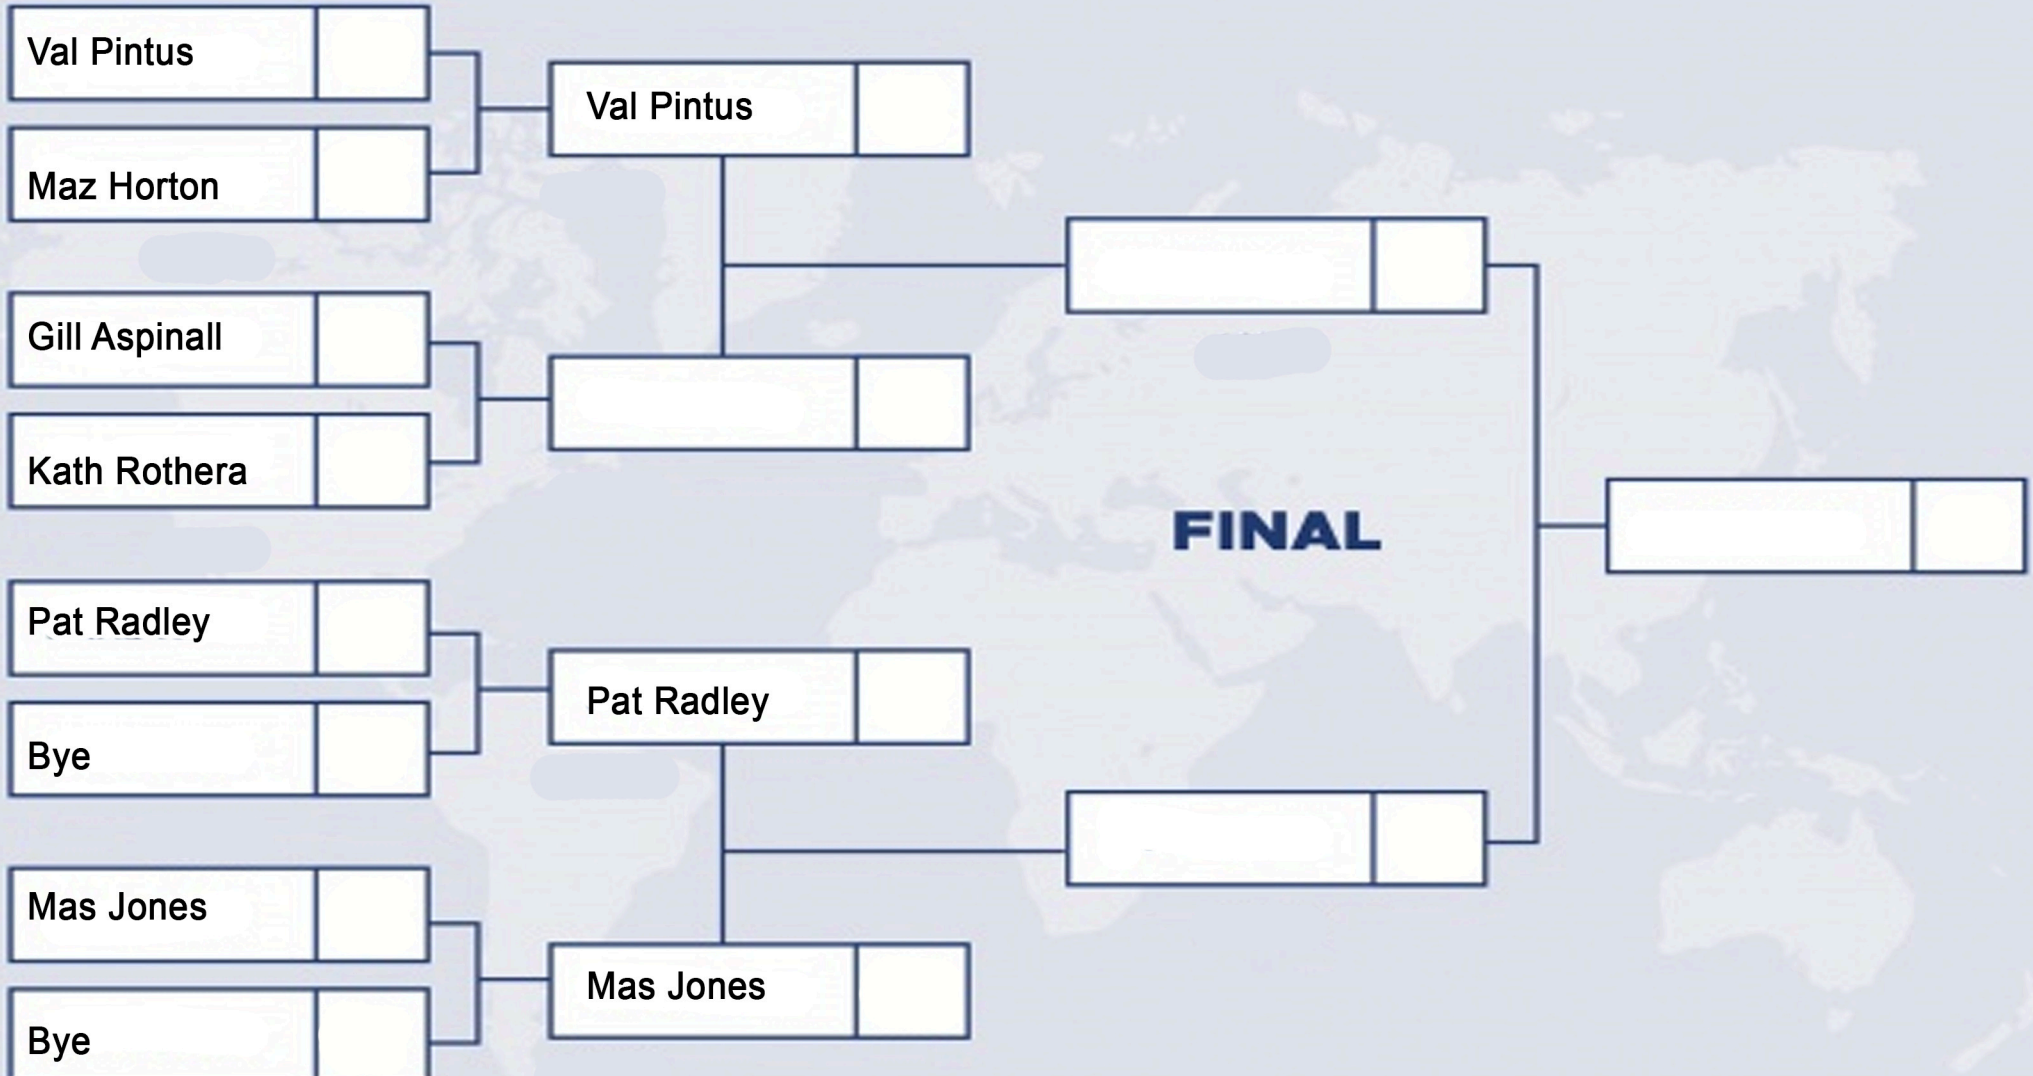 Val Pintus
Maz Horton
Gill Aspinall
Kath Rothera
Pat Radley
Bye
Mas Jones
Bye
Val Pintus
Pat Radley
Mas Jones
FINAL